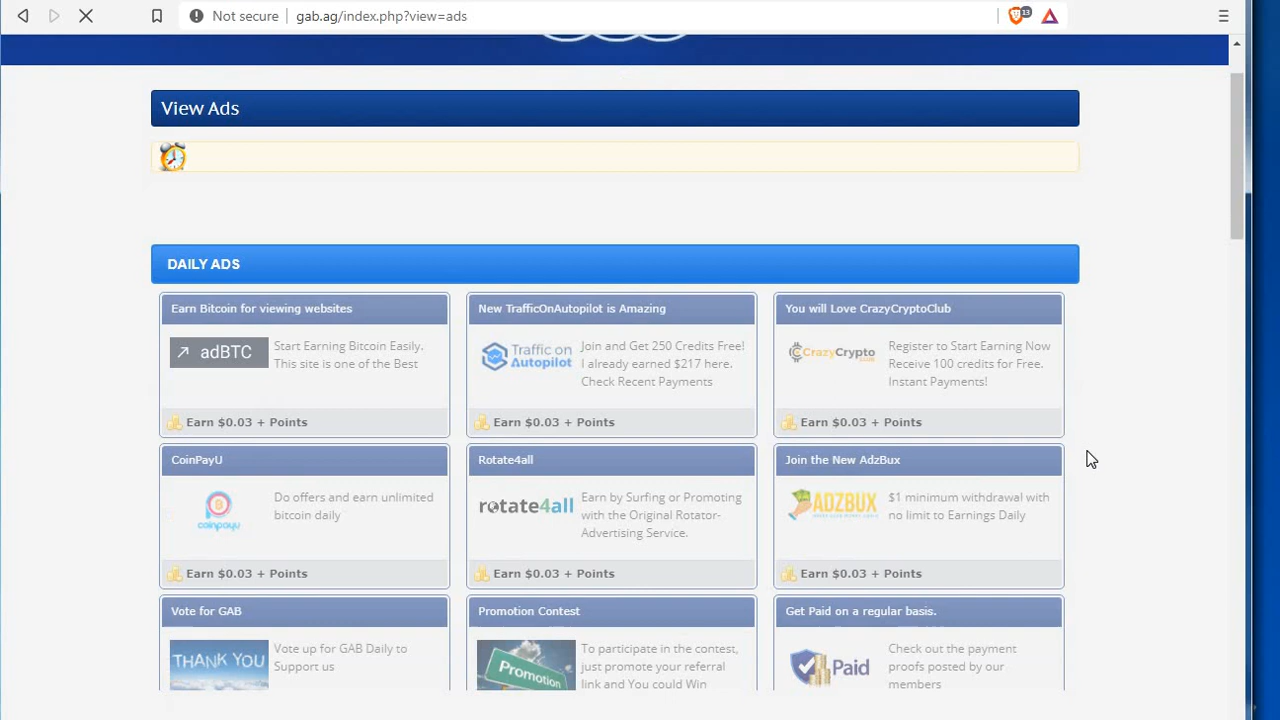 Not secure gab.ag/index.php?view=ads 13
View Ads
DAILY ADS
Earn Bitcoin for viewing websites
adBTC
Start Earning Bitcoin Easily.
This site is one of the Best
Earn $0.03 + Points
New TrafficOnAutopilot is Amazing
Traffic on
Autopilot
Join and Get 250 Credits Free!
I already earned $217 here.
Check Recent Payments
Earn $0.03 + Points
You will Love CrazyCryptoClub
CrazyCrypto
CLUB
Register to Start Earning Now
Receive 100 credits for Free.
Instant Payments!
Earn $0.03 + Points
CoinPayU
coinpayu
Do offers and earn unlimited
bitcoin daily
Earn $0.03 + Points
Rotate4all
rotate4all
Earn by Surfing or Promoting
with the Original Rotator-
Advertising Service.
Earn $0.03 + Points
Join the New AdzBux
ADZBUX
$1 minimum withdrawal with
no limit to Earnings Daily
Earn $0.03 + Points
Vote for GAB
THANK YOU
Vote up for GAB Daily to
Support us
Promotion Contest
Promotion
To participate in the contest,
just promote your referral
link and You could Win
Get Paid on a regular basis.
Paid
Check out the payment
proofs posted by our
members